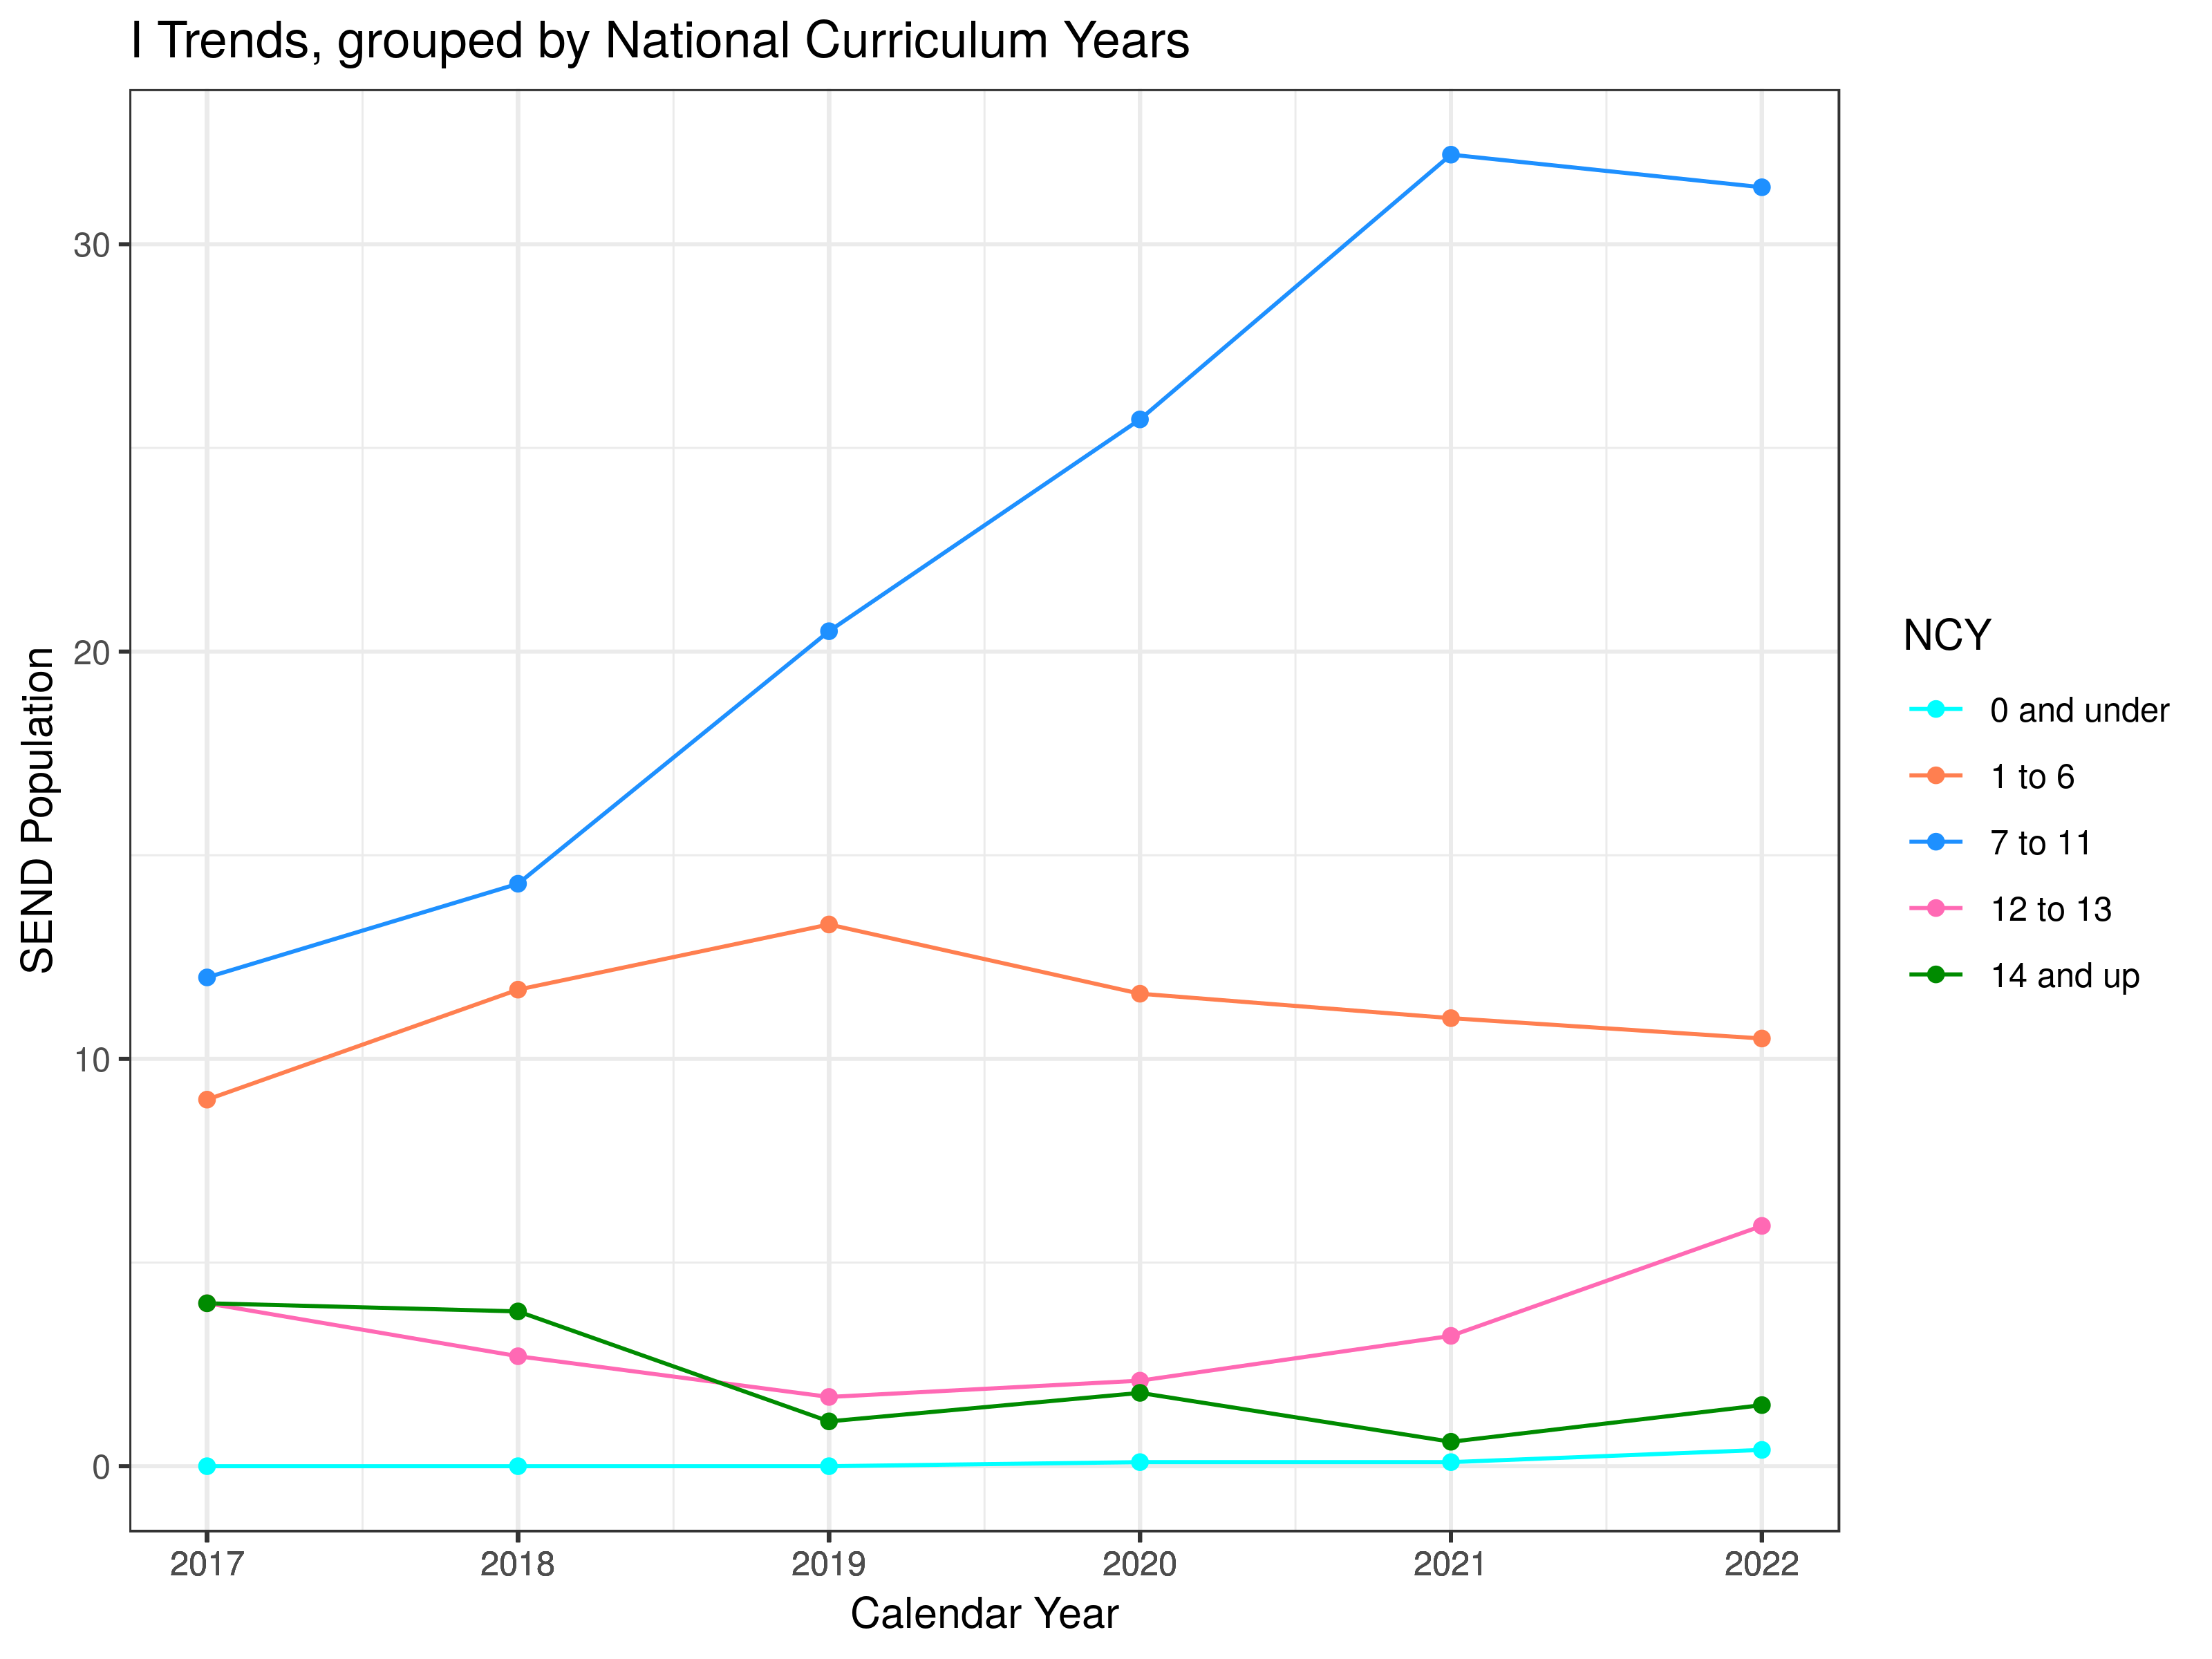 I Trends, grouped by National Curriculum Years
SEND Population
30
20
10
0
2017 2018 2019 2020 2021 2022
Calendar Year
NCY
0 and under
1 to 6
7 to 11
12 to 13
14 and up